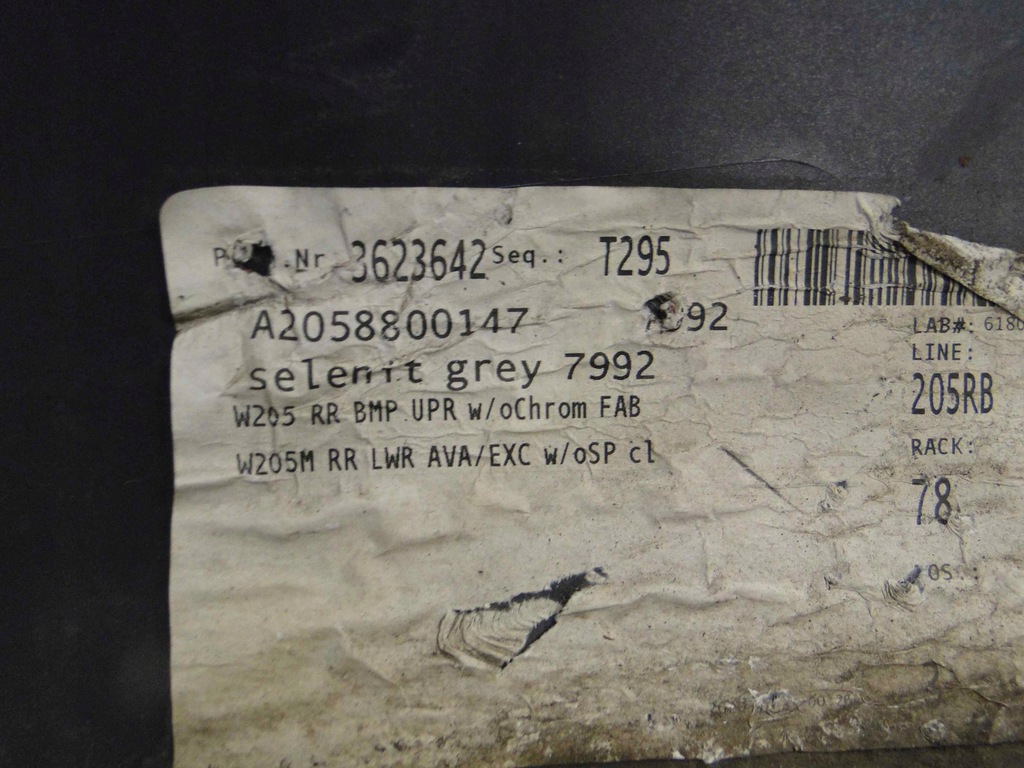 Nr 3623642 Seq.: T295
A2058800147
selenit grey 7992
W205 RR BMP UPR w/oChrom FAB
W205M RR LWR AVA/EXC w/oSP cl
LAB#:
LINE:
205RB
RACK:
78